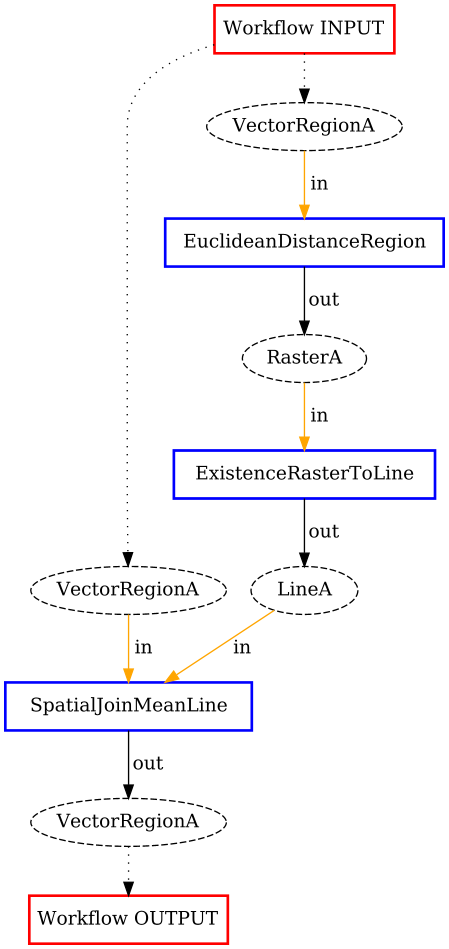 Workflow INPUT
VectorRegionA
in
EuclideanDistanceRegion
out
RasterA
in
ExistenceRasterToLine
out
VectorRegionA
LineA
in
in
SpatialJoinMeanLine
out
VectorRegionA
Workflow OUTPUT